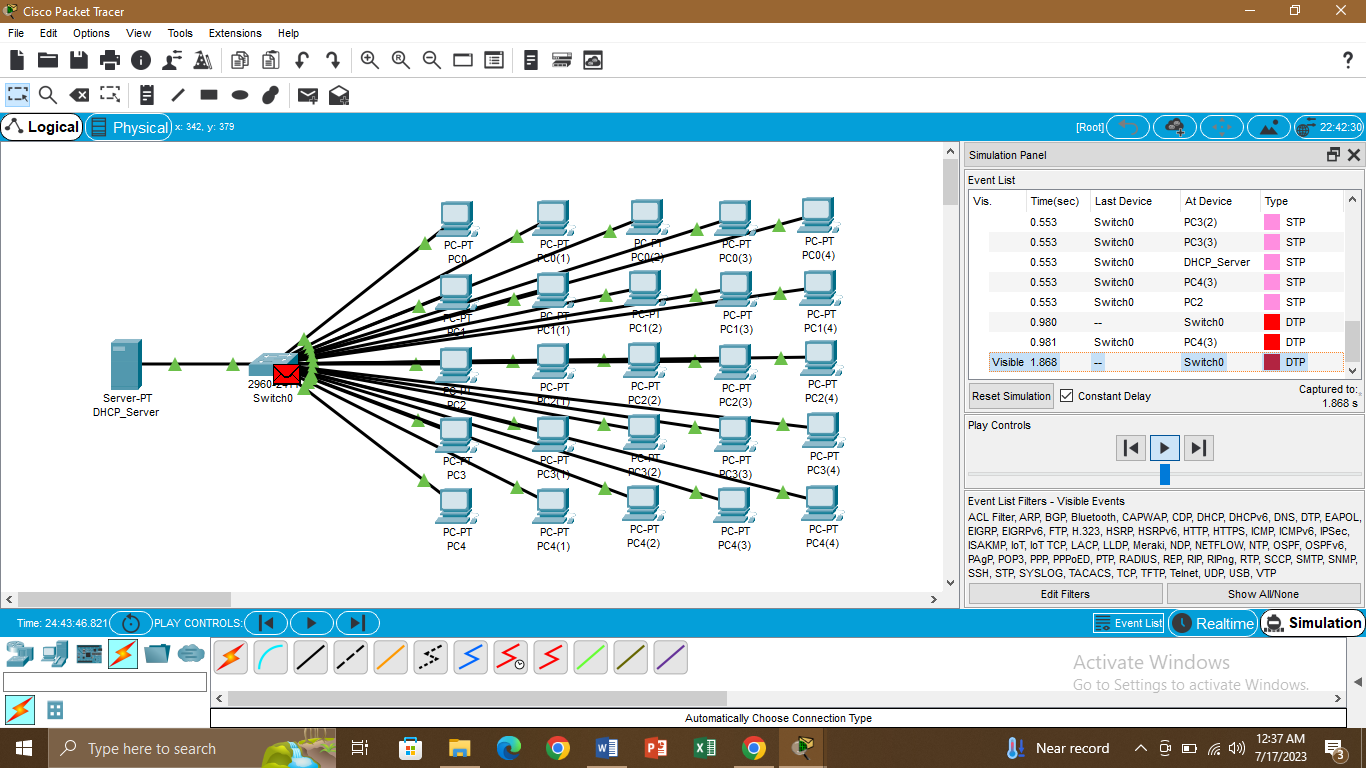 Cisco Packet Tracer
File Edit Options View Tools Extensions Help
Logical Physical x: 342, y: 379 [Root] 22:42:30
PC-PT
PC0
PC-PT
PC0(1)
PC-PT
PC0(2)
PC-PT
PC0(3)
PC-PT
PC0(4)
PC-PT
PC1
PC-PT
PC1(1)
PC-PT
PC1(2)
PC-PT
PC1(3)
PC-PT
PC1(4)
Server-PT
DHCP_Server
Switch0
PC-PT
PC2
PC-PT
PC2(1)
PC-PT
PC2(2)
PC-PT
PC2(3)
PC-PT
PC2(4)
PC-PT
PC3
PC-PT
PC3(1)
PC-PT
PC3(2)
PC-PT
PC3(3)
PC-PT
PC3(4)
PC-PT
PC4
PC-PT
PC4(1)
PC-PT
PC4(2)
PC-PT
PC4(3)
PC-PT
PC4(4)
Simulation Panel
Event List
Vis. Time(sec) Last Device At Device Type
0.553 Switch0 PC3(2) STP
0.553 Switch0 PC3(3) STP
0.553 Switch0 DHCP_Server STP
0.553 Switch0 PC4(3) STP
0.553 Switch0 PC2 STP
0.980 -- Switch0 DTP
0.981 Switch0 PC4(3) DTP
Visible 1.868 -- Switch0 DTP
Reset Simulation Constant Delay Captured to:
1.868 s
Play Controls
Event List Filters - Visible Events
ACL Filter, ARP, BGP, Bluetooth, CAPWAP, CDP, DHCP, DHCPv6, DNS, DTP, EAPOL,
EIGRP, EIGRPv6, FTP, H.323, HSRP, HSRPv6, HTTP, HTTPS, ICMP, ICMPv6, IPSec,
ISAKMP, IoT, IoT TCP, LACP, LLDP, Meraki, NDP, NETFLOW, NTP, OSPF, OSPFv6,
PAgP, POP3, PPP, PPPoED, PTP, RADIUS, REP, RIP, RIPng, RTP, SCCP, SMTP, SNMP,
SSH, STP, SYSLOG, TACACS, TCP, TFTP, Telnet, UDP, USB, VTP
Edit Filters Show All/None
Time: 24:43:46.821 PLAY CONTROLS: Event List Realtime Simulation
Activate Windows
Go to Settings to activate Windows.
Automatically Choose Connection Type
Type here to search Near record 12:37 AM
7/17/2023
3